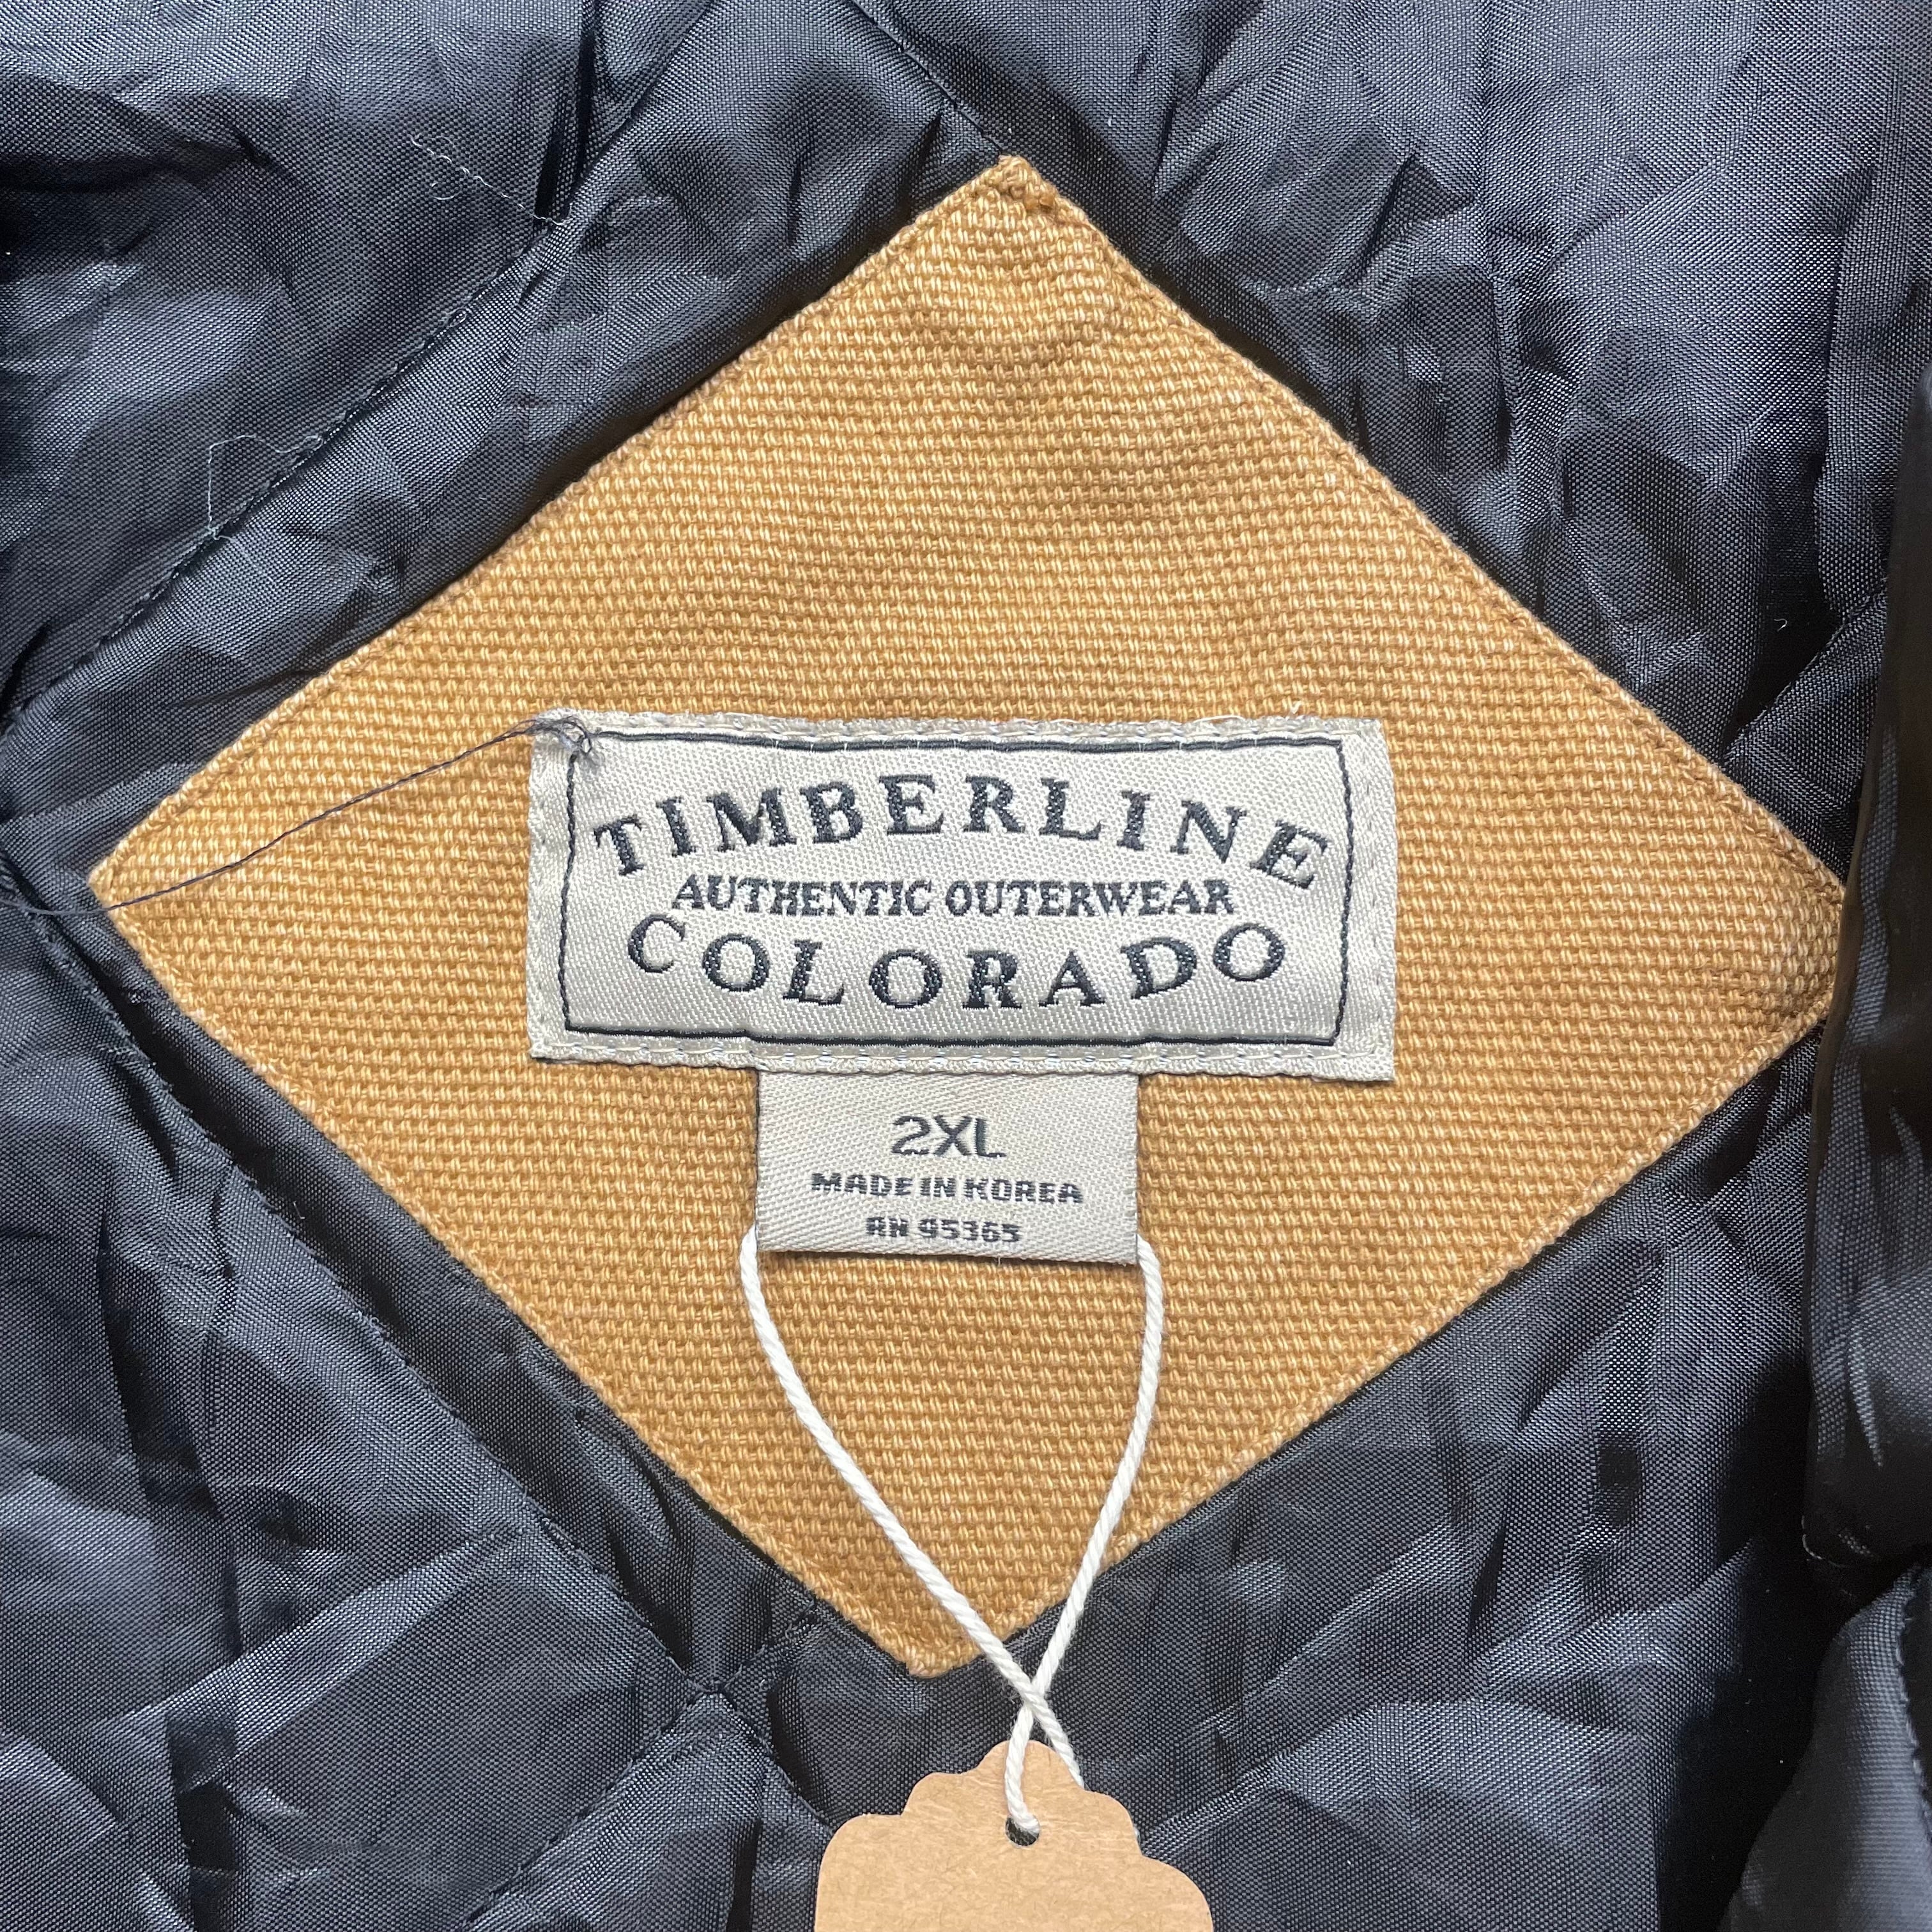 TIMBERLINE
AUTHENTIC OUTERWEAR
COLORADO
2XL
MADE IN KOREA
RN 95365